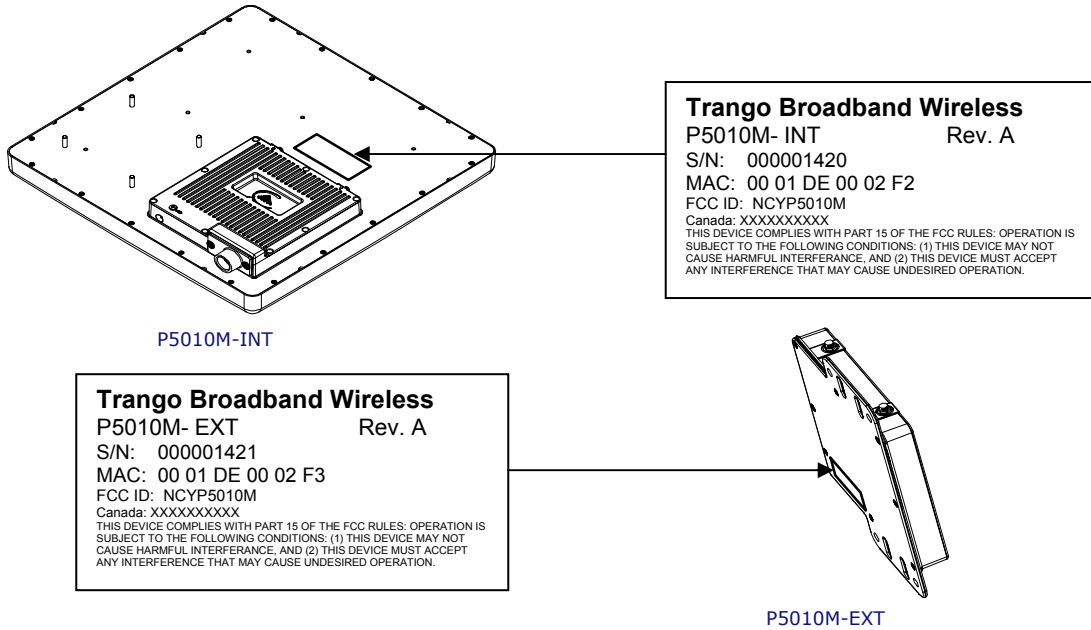 Trango Broadband Wireless
P5010M- INT Rev. A
S/N: 000001420
MAC: 00 01 DE 00 02 F2
FCC ID: NCYP5010M
Canada: XXXXXXXXXX
THIS DEVICE COMPLIES WITH PART 15 OF THE FCC RULES: OPERATION IS
SUBJECT TO THE FOLLOWING CONDITIONS: (1) THIS DEVICE MAY NOT
CAUSE HARMFUL INTERFERANCE, AND (2) THIS DEVICE MUST ACCEPT
ANY INTERFERENCE THAT MAY CAUSE UNDESIRED OPERATION.
P5010M-INT
Trango Broadband Wireless
P5010M- EXT Rev. A
S/N: 000001421
MAC: 00 01 DE 00 02 F3
FCC ID: NCYP5010M
Canada: XXXXXXXXXX
THIS DEVICE COMPLIES WITH PART 15 OF THE FCC RULES: OPERATION IS
SUBJECT TO THE FOLLOWING CONDITIONS: (1) THIS DEVICE MAY NOT
CAUSE HARMFUL INTERFERANCE, AND (2) THIS DEVICE MUST ACCEPT
ANY INTERFERENCE THAT MAY CAUSE UNDESIRED OPERATION.
P5010M-EXT